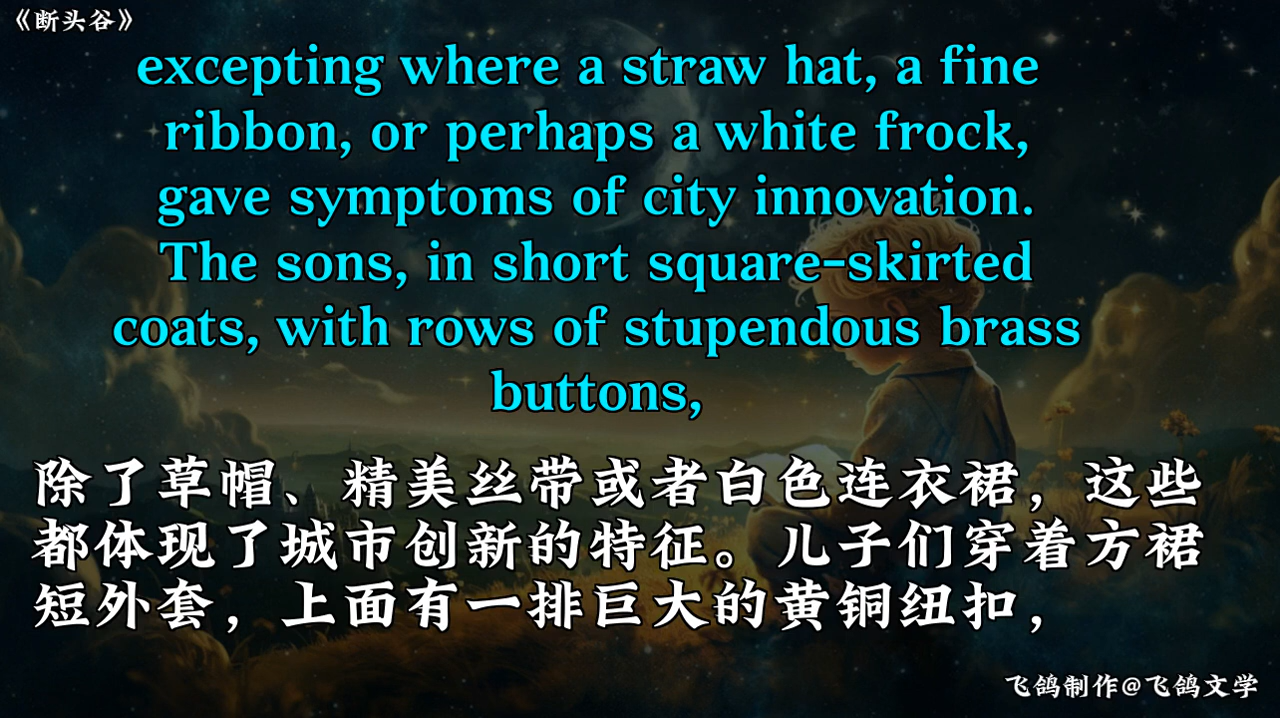 《断头谷》
excepting where a straw hat, a fine
ribbon, or perhaps a white frock,
gave symptoms of city innovation.
The sons, in short square-skirted
coats, with rows of stupendous brass
buttons,
除了草帽、精美丝带或者白色连衣裙，这些
都体现了城市创新的特征。儿子们穿着方裙
短外套，上面有一排巨大的黄铜纽扣，
飞鸽制作@飞鸽文学